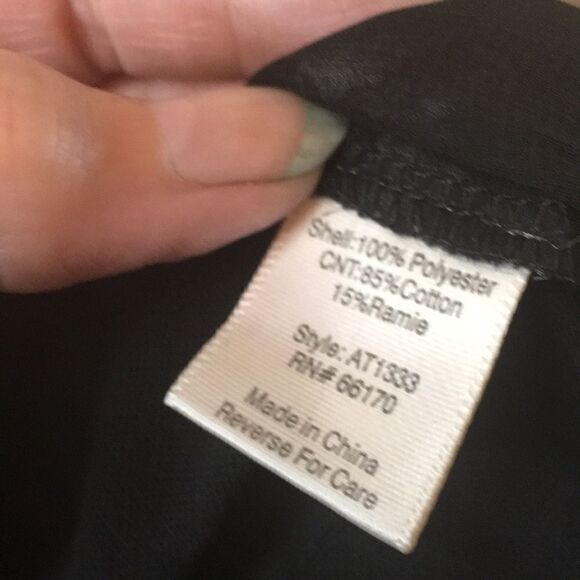 Shell:100% Polyester
CNT:85%Cotton
15%Ramie
Style: AT1333
RN# 66170
Made in China
Reverse For Care